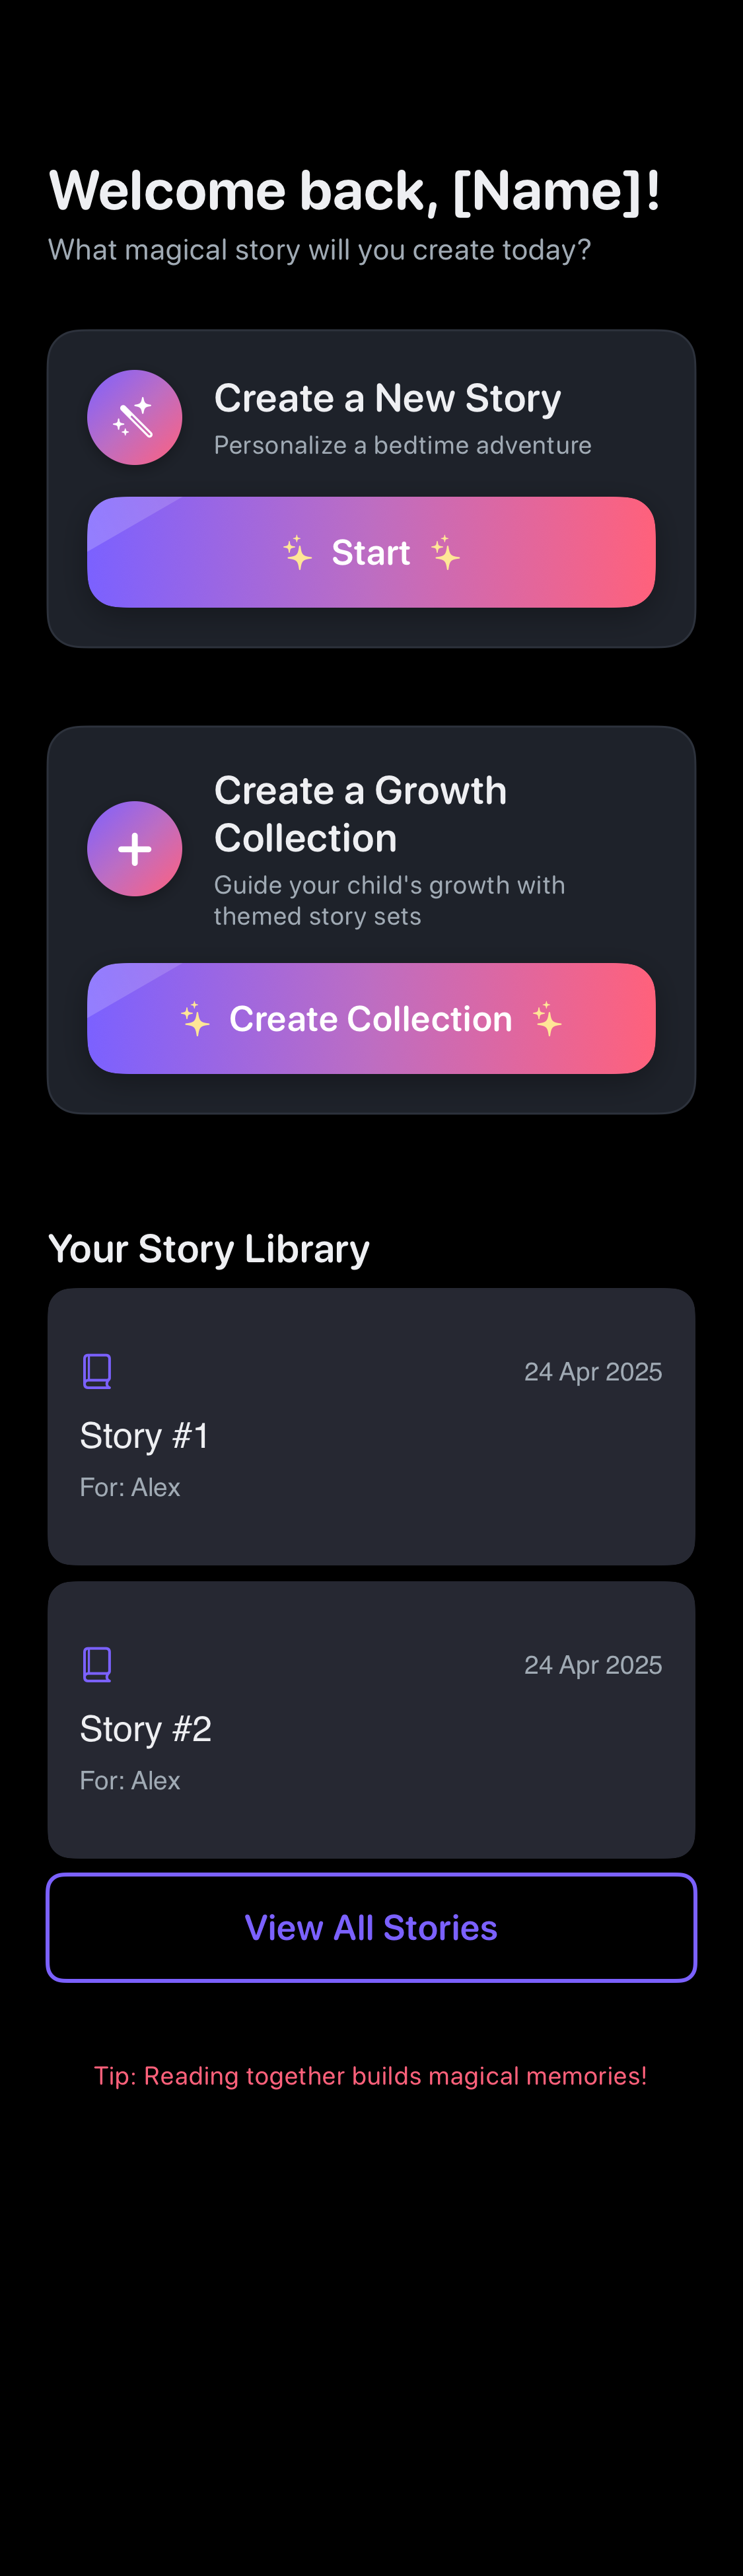 Welcome back, [Name]!
What magical story will you create today?
Create a New Story
Personalize a bedtime adventure
Start
Create a Growth
Collection
Guide your child's growth with
themed story sets
Create Collection
Your Story Library
24 Apr 2025
Story #1
For: Alex
24 Apr 2025
Story #2
For: Alex
View All Stories
Tip: Reading together builds magical memories!